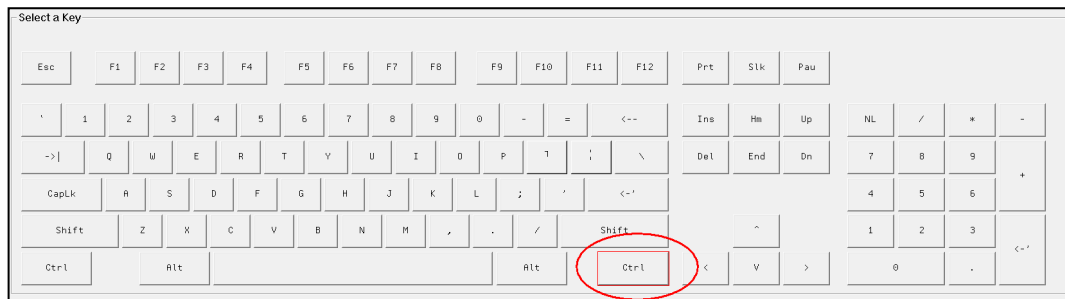 Select a Key
Esc F1 F2 F3 F4 F5 F6 F7 F8 F9 F10 F11 F12 Prt Slk Pau
` 1 2 3 4 5 6 7 8 9 0 - = <-- Ins Hm Up NL / * -
->| Q W E R T Y U I O P ┐ ¦ \ Del End Dn 7 8 9 +
CapLk A S D F G H J K L ; ' <-' 4 5 6
Shift Z X C V B N M , . / Shift ^ 1 2 3 <-'
Ctrl Alt Alt Ctrl < V > 0 .